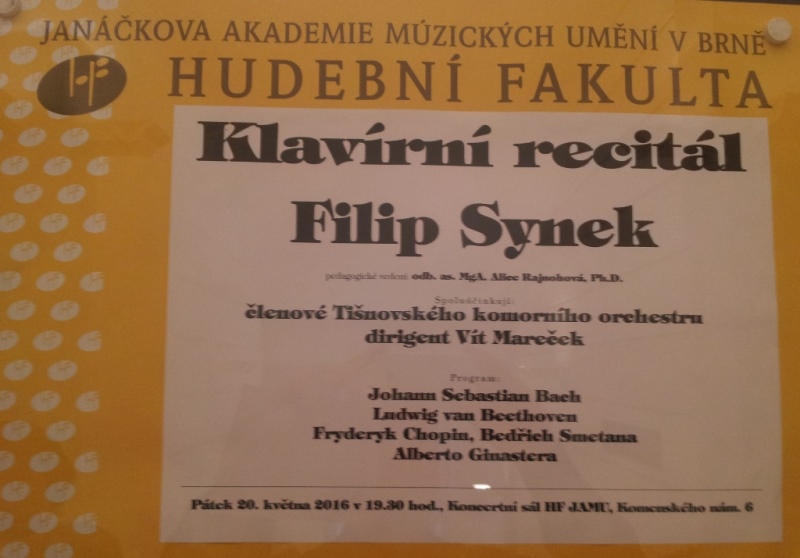 JANÁČKOVA AKADEMIE MÚZICKÝCH UMĚNÍ V BRNĚ
HF HUDEBNÍ FAKULTA
Klavírní recitál
Filip Synek
pedagogické vedení: odb. as. MgA. Alice Rajnohová, Ph.D.
Spoluúčinkují:
členové Tišnovského komorního orchestru
dirigent Vít Mareček
Program:
Johann Sebastian Bach
Ludwig van Beethoven
Fryderyk Chopin, Bedřich Smetana
Alberto Ginastera
Pátek 20. května 2016 v 19.30 hod., Koncertní sál HF JAMU, Komenského nám. 6